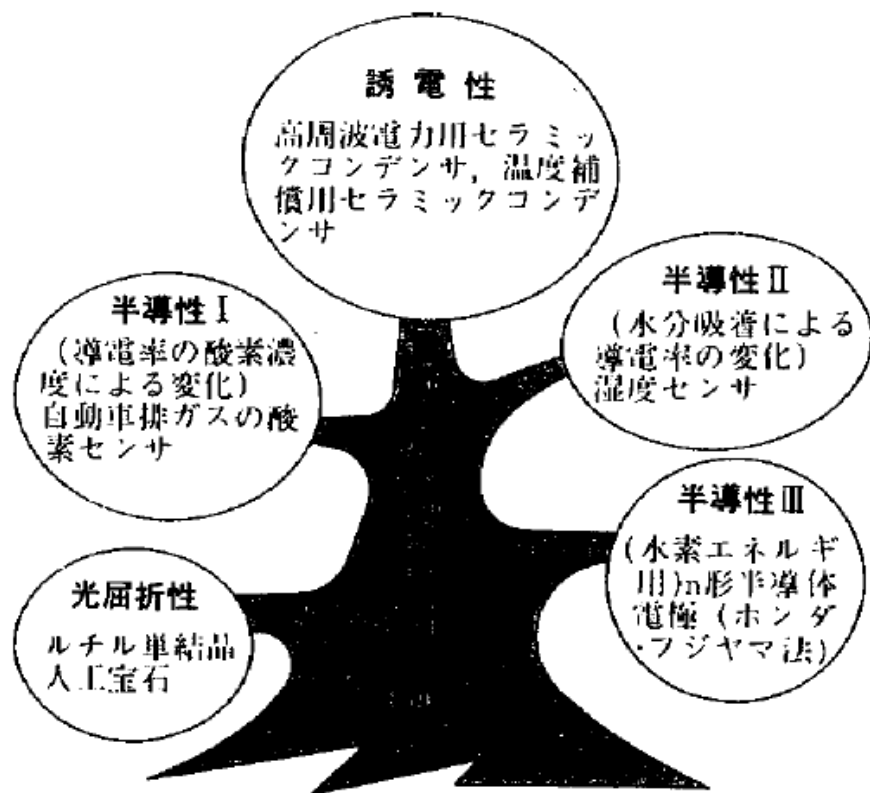 誘電性
高周波電力用セラミッ
クコンデンサ，温度補
償用セラミックコンデ
ンサ
半導性Ⅰ
（導電率の酸素濃
度による変化）
自動車排ガスの酸
素センサ
半導性Ⅱ
（水分吸着による
導電率の変化）
湿度センサ
半導性Ⅲ
（水素エネルギ
用）n形半導体
電極（ホンダ
・フジヤマ法）
光屈折性
ルチル単結晶
人工宝石